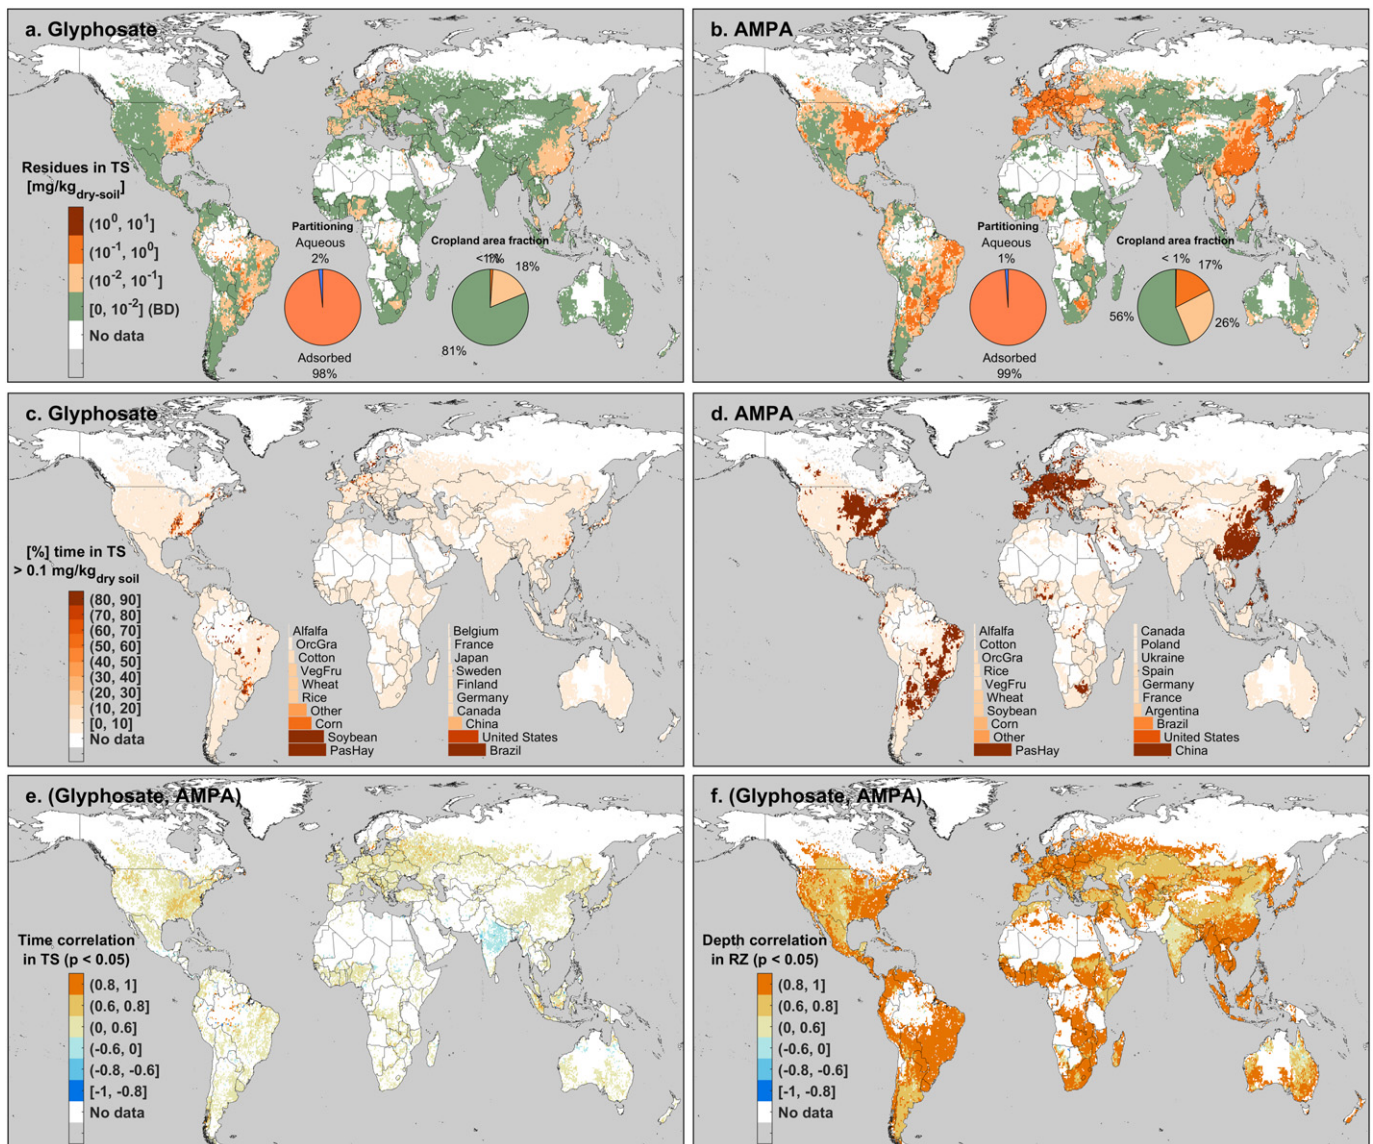 a. Glyphosate
Residues in TS
[mg/kg dry-soil]
(10⁰, 10¹]
(10⁻¹, 10⁰]
(10⁻², 10⁻¹]
[0, 10⁻²] (BD)
No data
Partitioning
Aqueous
2%
Adsorbed
98%
Cropland area fraction
18%
81%
b. AMPA
Partitioning
Aqueous
1%
Adsorbed
99%
Cropland area fraction
< 1%
17%
26%
56%
c. Glyphosate
[%] time in TS
> 0.1 mg/kg dry soil
(80, 90]
(70, 80]
(60, 70]
(50, 60]
(40, 50]
(30, 40]
(20, 30]
(10, 20]
[0, 10]
No data
Alfalfa
OrcGra
Cotton
VegFru
Wheat
Rice
Other
Corn
Soybean
PasHay
Belgium
France
Japan
Sweden
Finland
Germany
Canada
China
United States
Brazil
d. AMPA
Alfalfa
Cotton
OrcGra
Rice
VegFru
Wheat
Soybean
Corn
Other
PasHay
Canada
Poland
Ukraine
Spain
Germany
France
Argentina
Brazil
United States
China
e. (Glyphosate, AMPA)
Time correlation
in TS (p < 0.05)
(0.8, 1]
(0.6, 0.8]
(0, 0.6]
(-0.6, 0]
(-0.8, -0.6]
[-1, -0.8]
No data
f. (Glyphosate, AMPA)
Depth correlation
in RZ (p < 0.05)
(0.8, 1]
(0.6, 0.8]
(0, 0.6]
(-0.6, 0]
(-0.8, -0.6]
[-1, -0.8]
No data